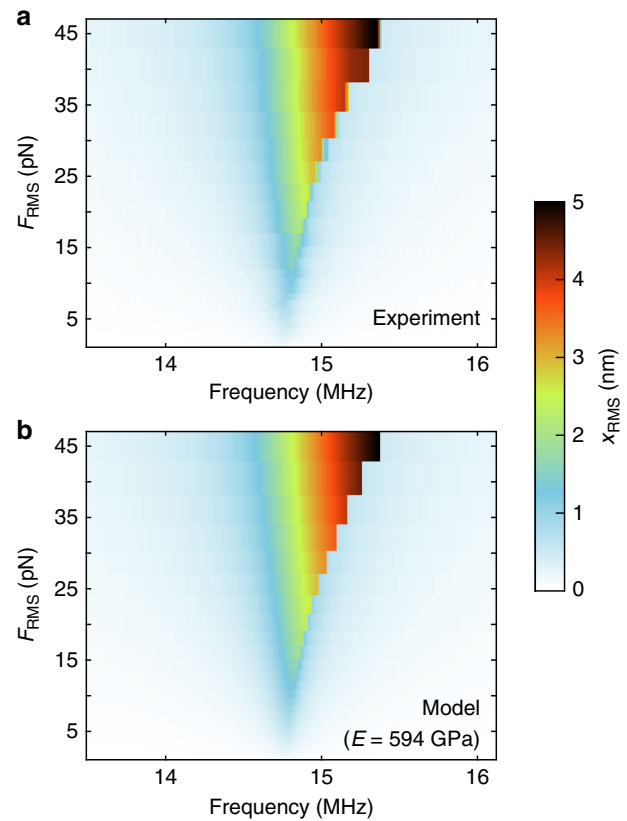 a
45
35
25
15
5
F_RMS (pN)
Experiment
14 15 16
Frequency (MHz)
b
45
35
25
15
5
F_RMS (pN)
Model
(E = 594 GPa)
14 15 16
Frequency (MHz)
5
4
3
2
1
0
x_RMS (nm)